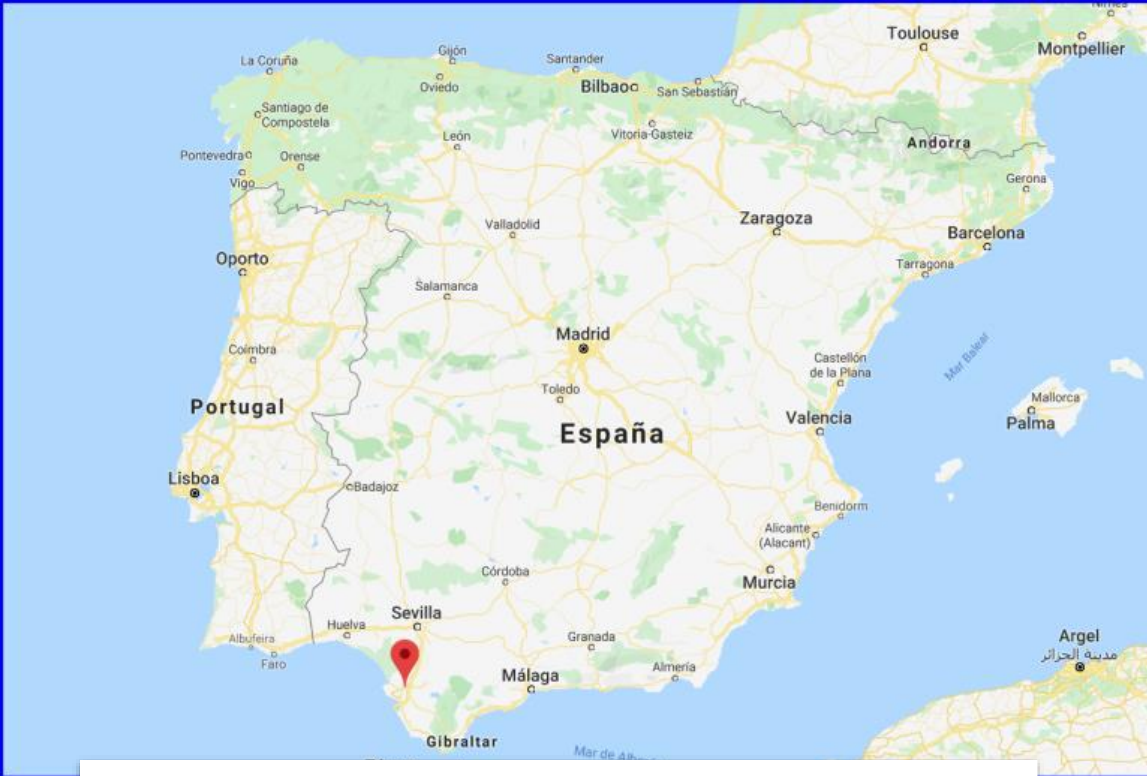 Nimes
Toulouse
Montpellier
La Coruña
Gijón
Santander
Oviedo
Bilbao
San Sebastián
Santiago de
Compostela
Vitoria-Gasteiz
León
Andorra
Pontevedra
Orense
Vigo
Gerona
Valladolid
Zaragoza
Barcelona
Oporto
Tarragona
Salamanca
Madrid
Mar Balear
Coimbra
Castellón
de la Plana
Toledo
Mallorca
Portugal
Valencia
Palma
España
Lisboa
Badajoz
Benidorm
Alicante
(Alacant)
Córdoba
Murcia
Sevilla
Huelva
Albufeira
Granada
Argel
مدينة الجزائر
Faro
Málaga
Almería
Gibraltar
Mar de